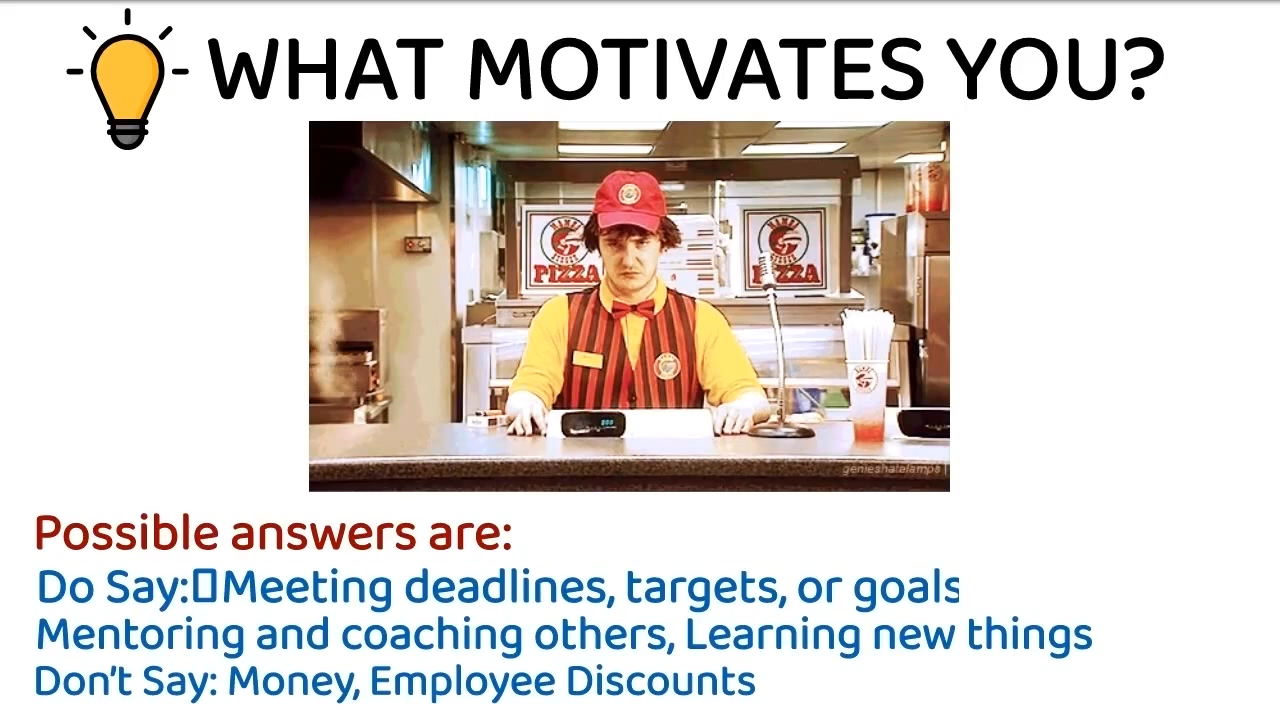 WHAT MOTIVATES YOU?
PIZZA
PIZZA
genieshatelamps
Possible answers are:
Do Say:▯Meeting deadlines, targets, or goals
Mentoring and coaching others, Learning new things
Don't Say: Money, Employee Discounts